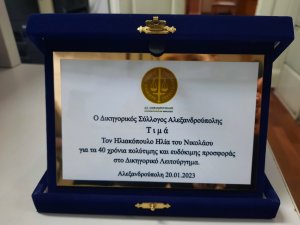 Ο Δικηγορικός Σύλλογος Αλεξανδρούπολης
Τιμά
Τον Ηλιακόπουλο Ηλία του Νικολάου
για τα 40 χρόνια πολύτιμης και ευδόκιμης προσφοράς
στο Δικηγορικό Λειτούργημα.
Αλεξανδρούπολη 20.01.2023